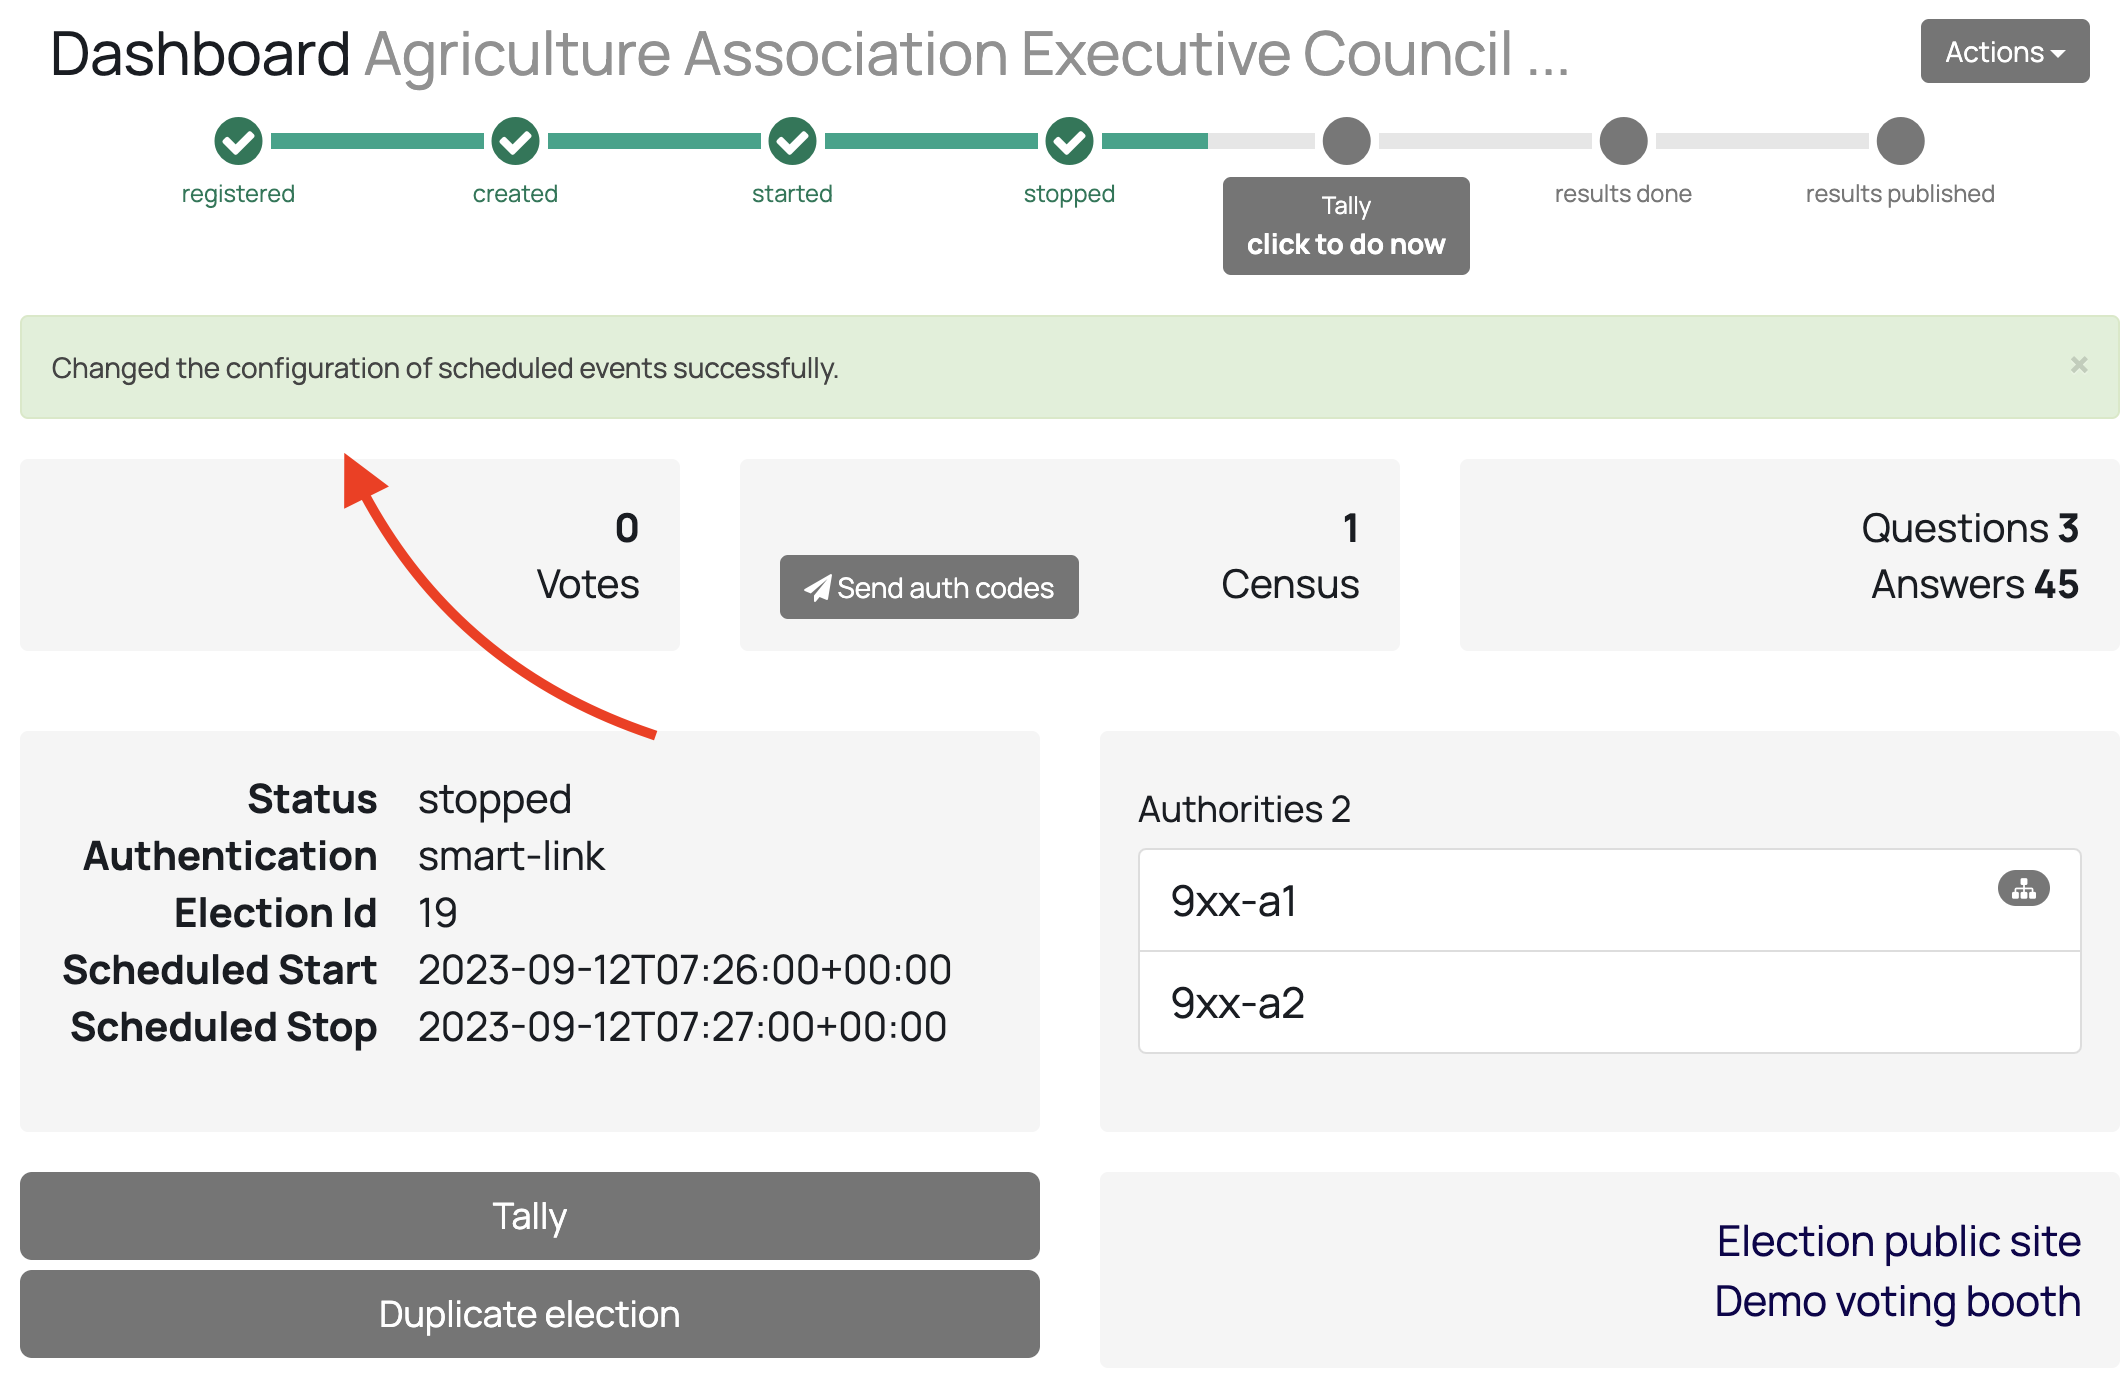 Dashboard Agriculture Association Executive Council ...
Actions
registered
created
started
stopped
Tally
click to do now
results done
results published
Changed the configuration of scheduled events successfully.
×
0
Votes
1
Send auth codes
Census
Questions 3
Answers 45
Status stopped
Authentication smart-link
Election Id 19
Scheduled Start 2023-09-12T07:26:00+00:00
Scheduled Stop 2023-09-12T07:27:00+00:00
Authorities 2
9xx-a1
9xx-a2
Tally
Duplicate election
Election public site
Demo voting booth